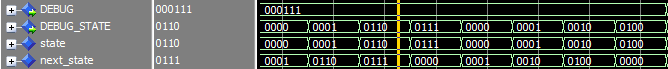 DEBUG 000111 000111
DEBUG_STATE 0110 0000 0001 0110 0111 0000 0001 0010 0100
state 0110 0000 0001 0110 0111 0000 0001 0010 0100
next_state 0111 0001 0110 0111 0000 0001 0010 0100 0000